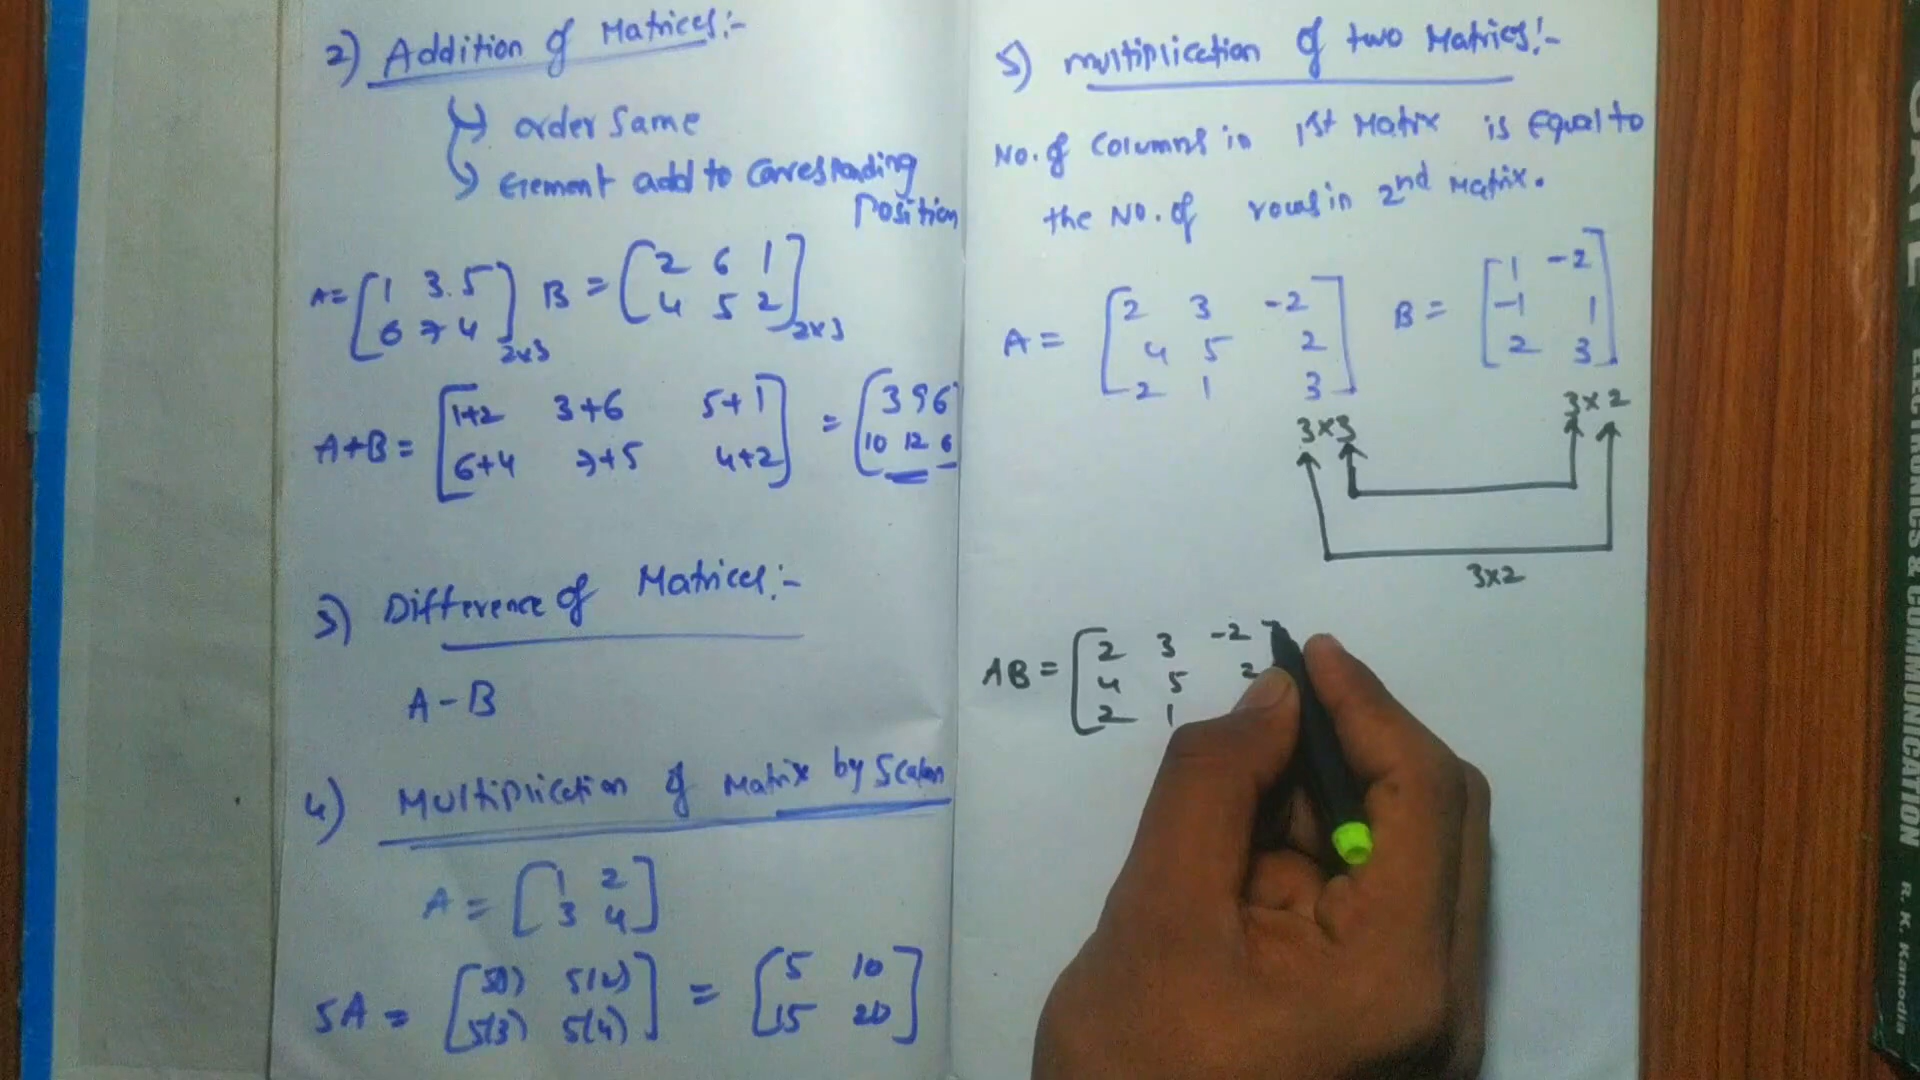 2) Addition of Matrices:-
order same
Element add to Corresponding
Position
A= [1 3 5
6 7 4] 2x3 B = [2 6 1
4 5 2] 2x3
A+B = [1+2 3+6 5+1
6+4 7+5 4+2] = [3 9 6
10 12 6
3) Difference of Matrices:-
A-B
4) Multiplication of Matrix by Scalar
A = [1 2
3 4]
5A = [5(1) 5(2)
5(3) 5(4)] = [5 10
15 20]
5) multiplication of two Matrices:-
No. of Columns in 1st Matrix is Equal to
the No. of rows in 2nd Matrix.
A = [2 3 -2
4 5 2
2 1 3] B = [1 -2
-1 1
2 3]
3x3 3x2
3x2
AB = [2 3 -2
4 5 2
2 1
ELECTRONICS & COMMUNICATION
R. K. Kanodia